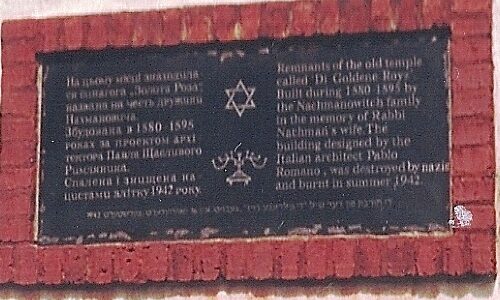 На цьому місці знаходила
ся синагога „Золота Роза"
названа на честь дружини
Нахмановича.
Збудована в 1580 1595
роках за проектом архі
тектора Павла Щасливого
Римлянина.
Спалена і знищена на
цистами влітку 1942 року.
Remnants of the old temple
called "Di Goldene Royz"
Built during 1580 1595 by
the Nachmanowitch family
in the memory of Rabbi
Nachman's wife. The
building designed by the
Italian architect Pablo
Romano , was destroyed by nazis
and burnt in summer ,1942.